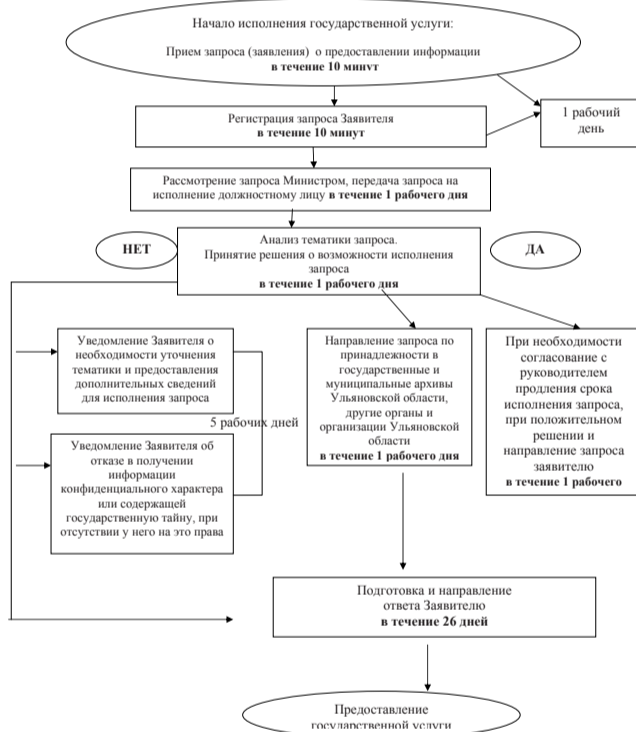 Начало исполнения государственной услуги:
Прием запроса (заявления) о предоставлении информации
в течение 10 минут
Регистрация запроса Заявителя
в течение 10 минут
1 рабочий
день
Рассмотрение запроса Министром, передача запроса на
исполнение должностному лицу в течение 1 рабочего дня
НЕТ
Анализ тематики запроса.
Принятие решения о возможности исполнения
запроса
в течение 1 рабочего дня
ДА
Уведомление Заявителя о
необходимости уточнения
тематики и предоставления
дополнительных сведений
для исполнения запроса
5 рабочих дней
Уведомление Заявителя об
отказе в получении
информации
конфиденциального характера
или содержащей
государственную тайну, при
отсутствии у него на это права
Направление запроса по
принадлежности в
государственные и
муниципальные архивы
Ульяновской области,
другие органы и
организации Ульяновской
области
в течение 1 рабочего дня
При необходимости
согласование с
руководителем
продления срока
исполнения запроса,
при положительном
решении и
направление запроса
заявителю
в течение 1 рабочего
Подготовка и направление
ответа Заявителю
в течение 26 дней
Предоставление
государственной услуги